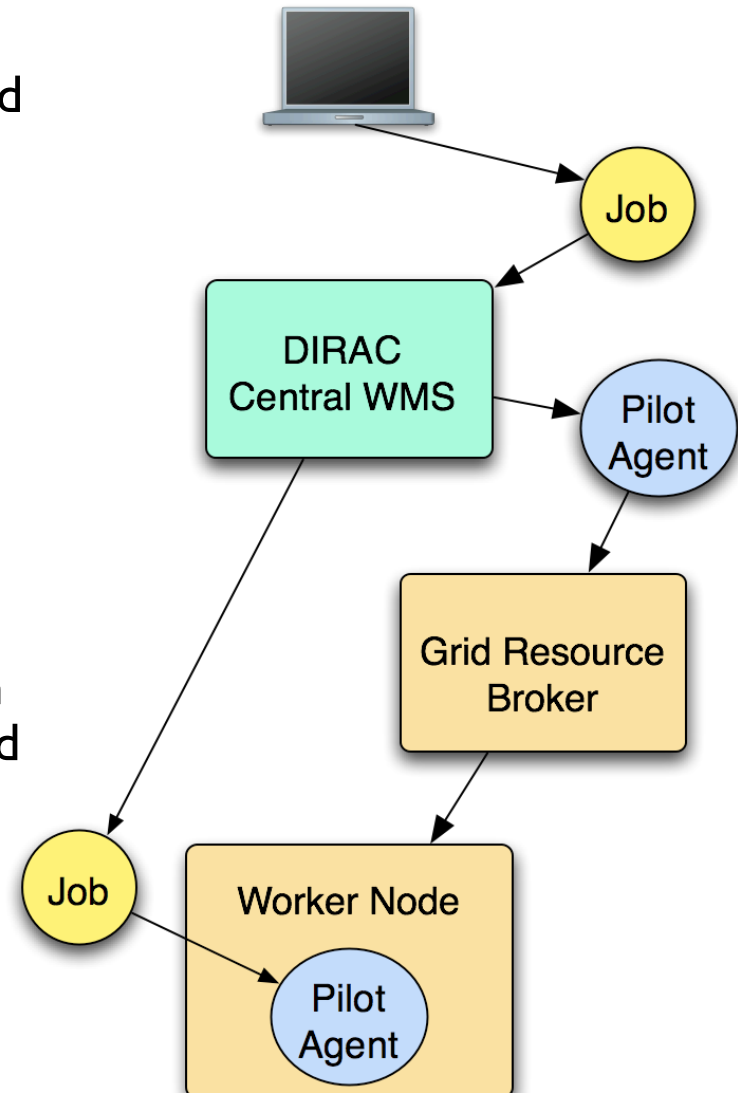 d
Job
DIRAC
Central WMS
Pilot
Agent
Grid Resource
Broker
d
Job
Worker Node
Pilot
Agent